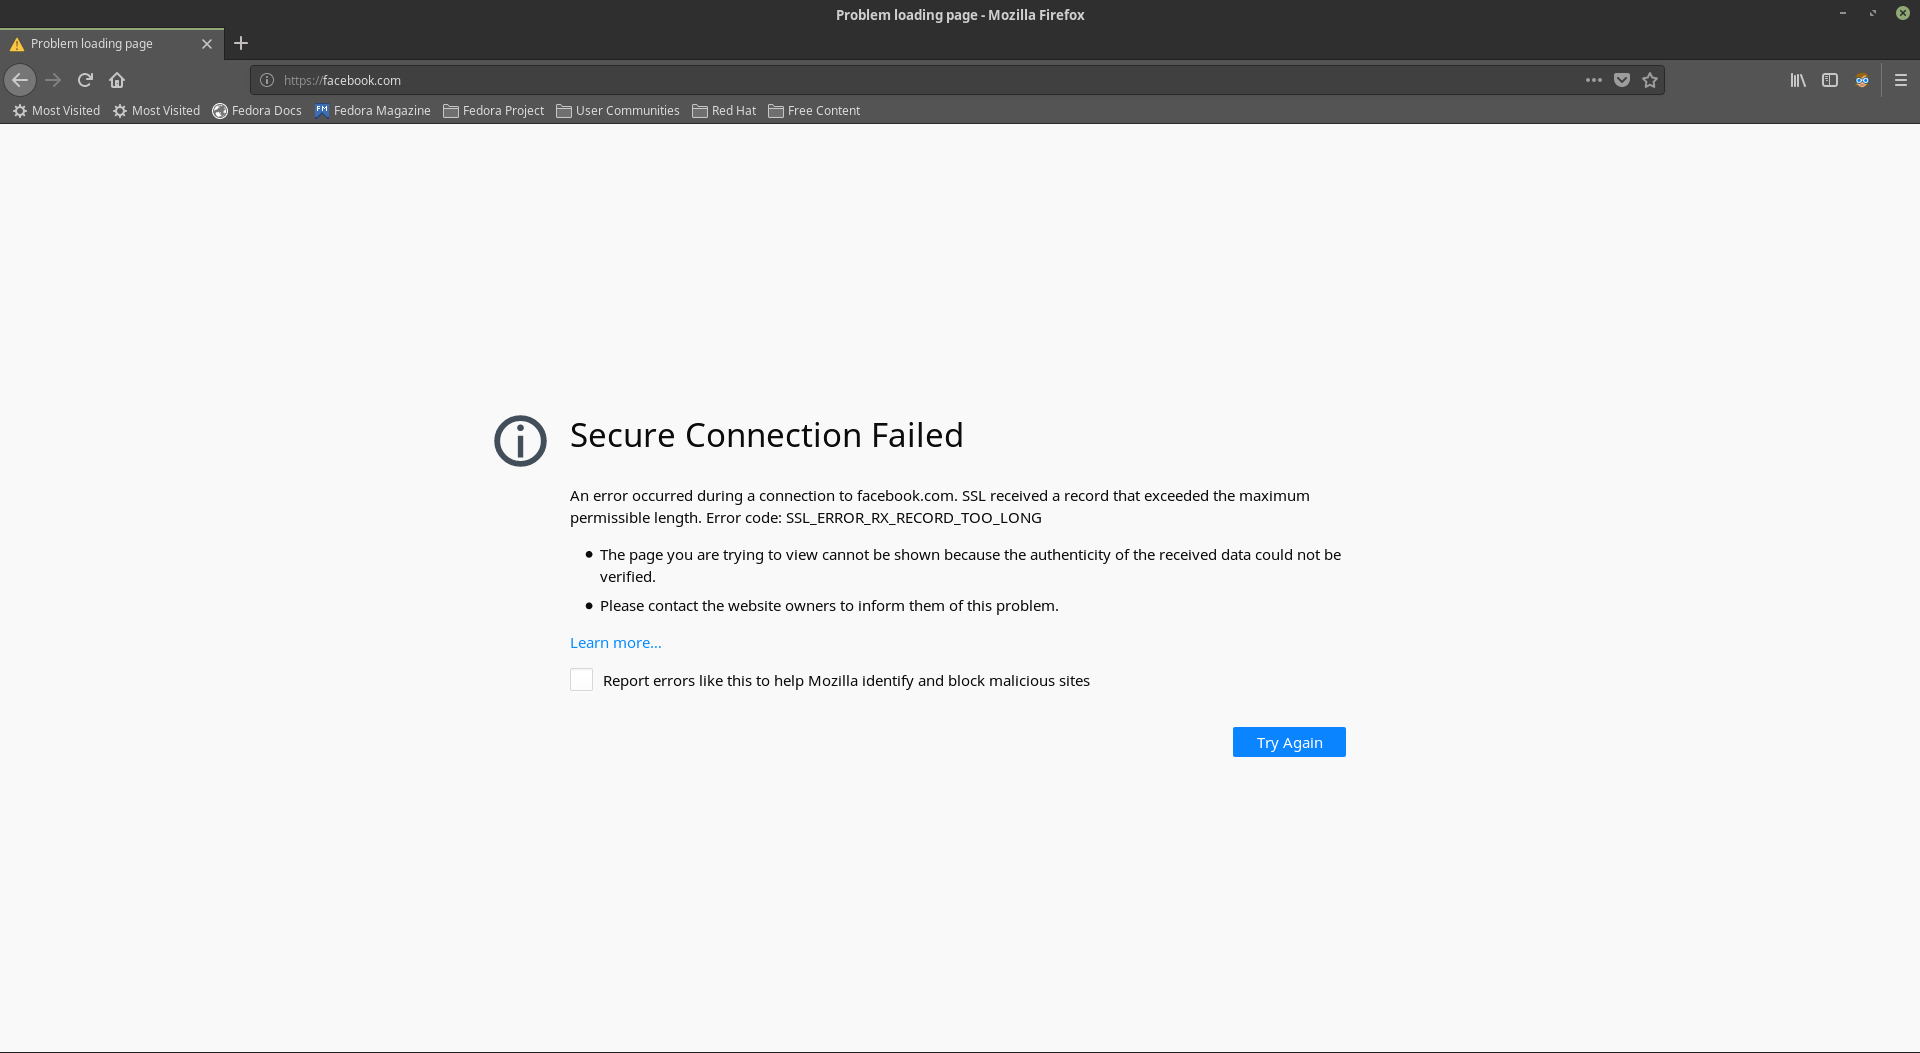 Problem loading page - Mozilla Firefox
Problem loading page
https://facebook.com
Most Visited Most Visited Fedora Docs FM Fedora Magazine Fedora Project User Communities Red Hat Free Content
Secure Connection Failed
An error occurred during a connection to facebook.com. SSL received a record that exceeded the maximum
permissible length. Error code: SSL_ERROR_RX_RECORD_TOO_LONG
• The page you are trying to view cannot be shown because the authenticity of the received data could not be
verified.
• Please contact the website owners to inform them of this problem.
Learn more...
Report errors like this to help Mozilla identify and block malicious sites
Try Again